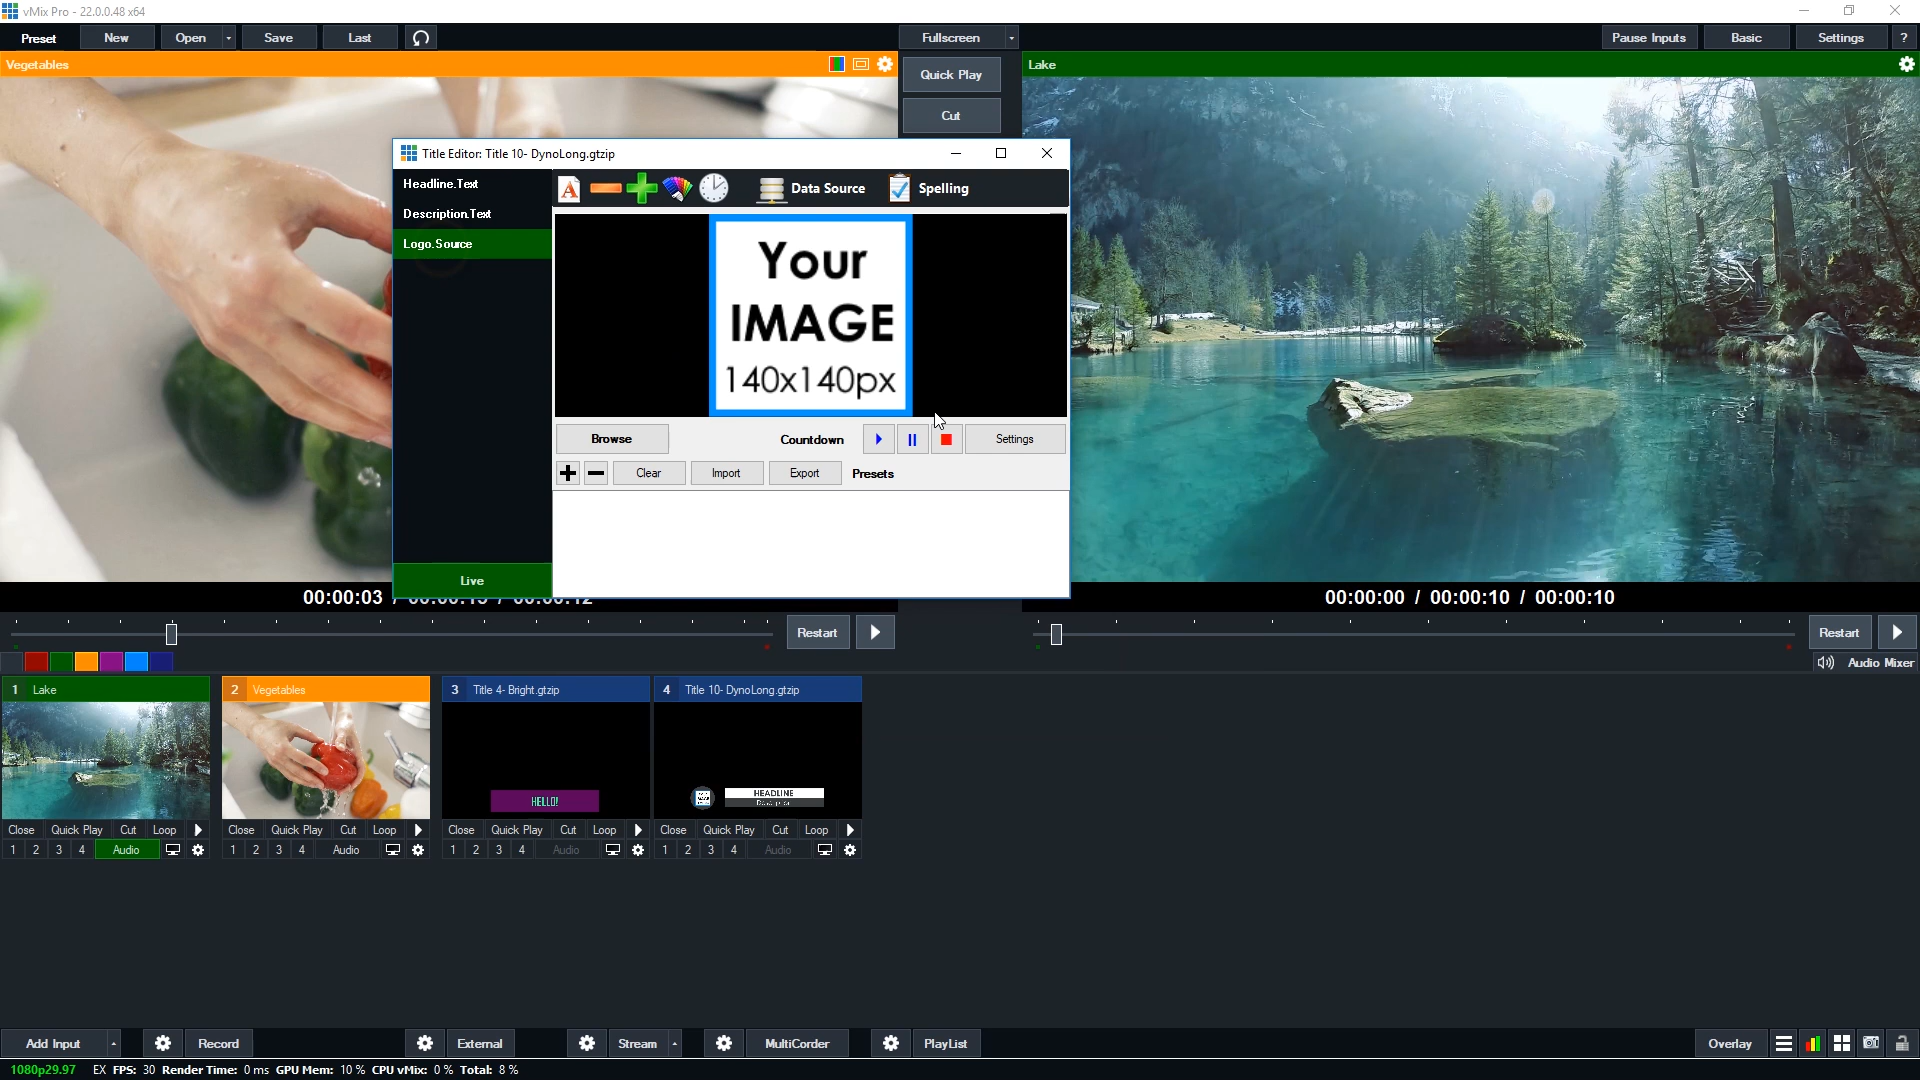 vMix Pro - 22.0.0.48 x64
Preset New Open Save Last Fullscreen Pause Inputs Basic Settings ?
Vegetables
Quick Play
Cut
Lake
Title Editor: Title 10- DynoLong.gtzip
Headline.Text
Description.Text
Logo.Source
Data Source Spelling
Your
IMAGE
140x140px
Browse Countdown Settings
Clear Import Export Presets
Live
00:00:03
00:00:00 / 00:00:10 / 00:00:10
Restart
Restart
Audio Mixer
1 Lake
2 Vegetables
3 Title 4- Bright.gtzip
4 Title 10- DynoLong.gtzip
HELLO!
HEADLINE
Close Quick Play Cut Loop
Close Quick Play Cut Loop
Close Quick Play Cut Loop
Close Quick Play Cut Loop
1 2 3 4 Audio
1 2 3 4 Audio
1 2 3 4 Audio
1 2 3 4 Audio
Add Input Record External Stream MultiCorder PlayList Overlay
1080p29.97 EX FPS: 30 Render Time: 0 ms GPU Mem: 10 % CPU vMix: 0 % Total: 8 %